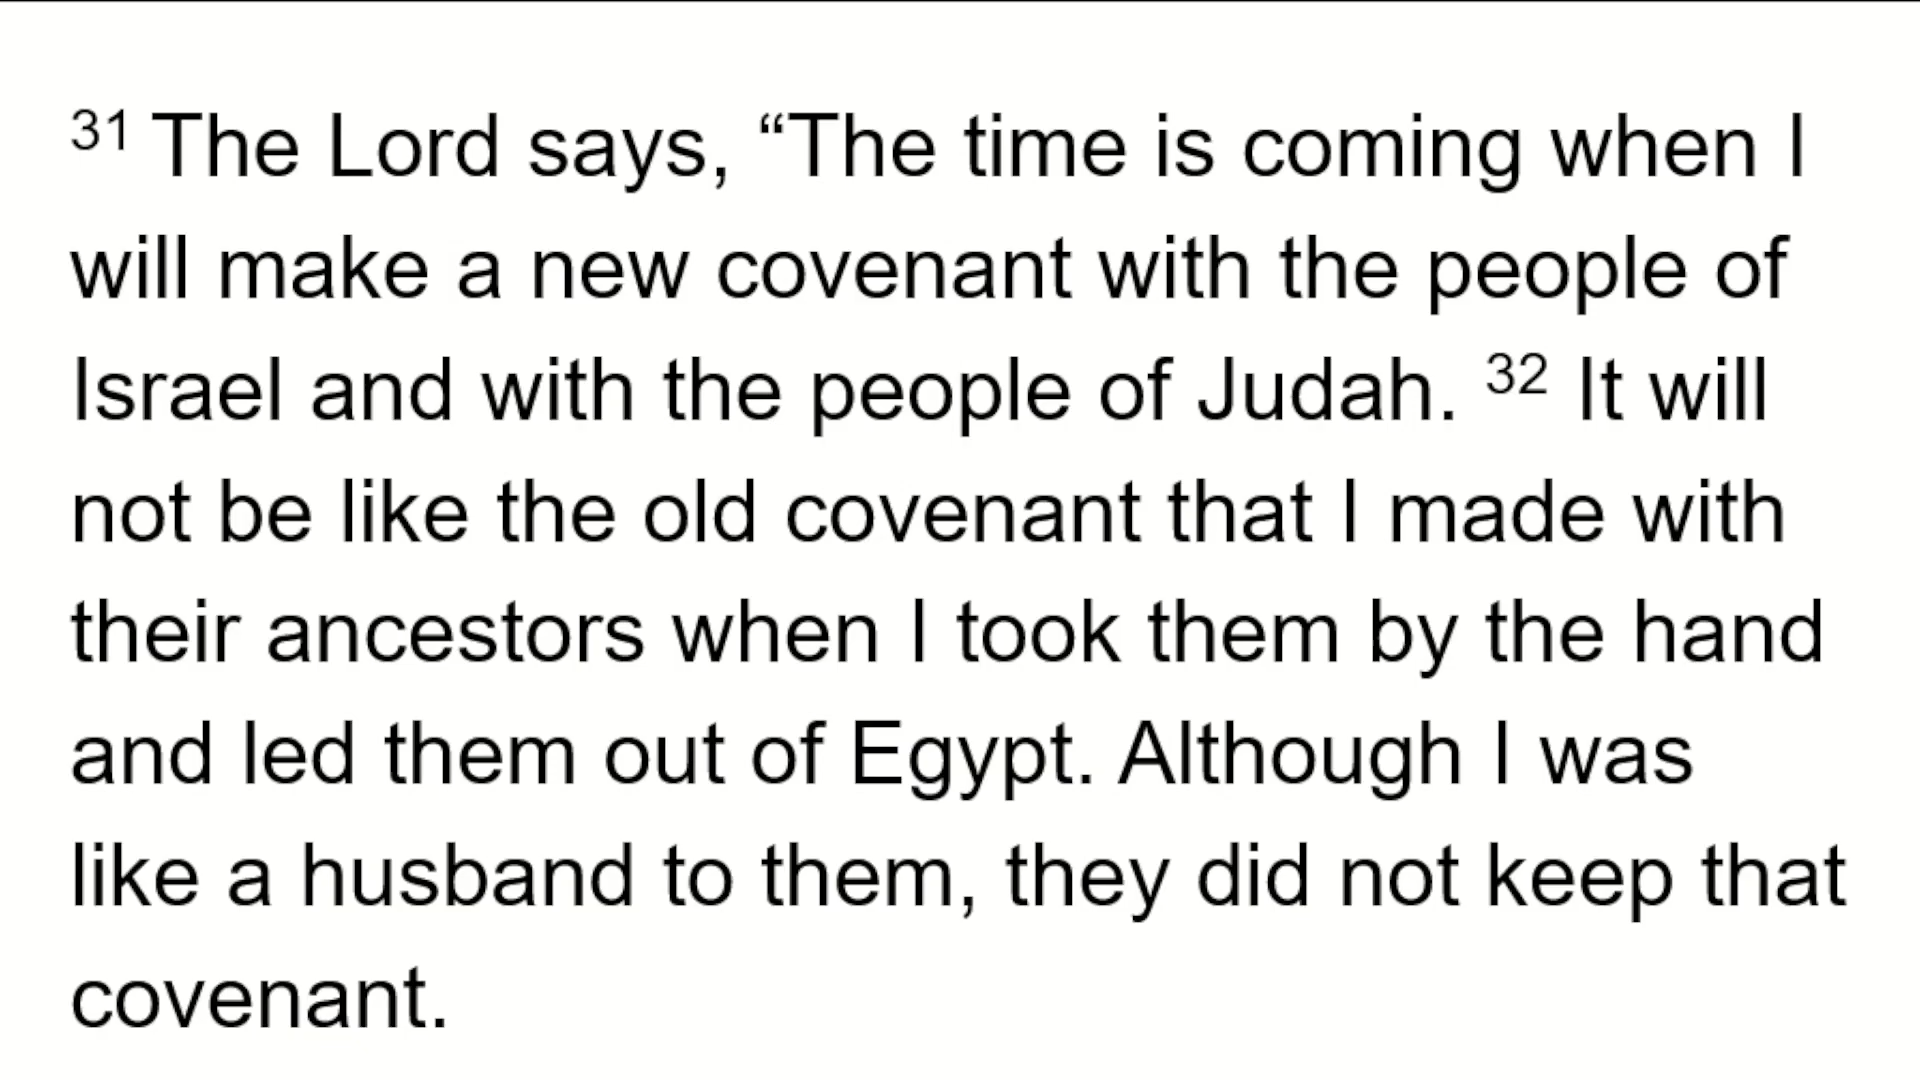 31 The Lord says, “The time is coming when I
will make a new covenant with the people of
Israel and with the people of Judah. 32 It will
not be like the old covenant that I made with
their ancestors when I took them by the hand
and led them out of Egypt. Although I was
like a husband to them, they did not keep that
covenant.